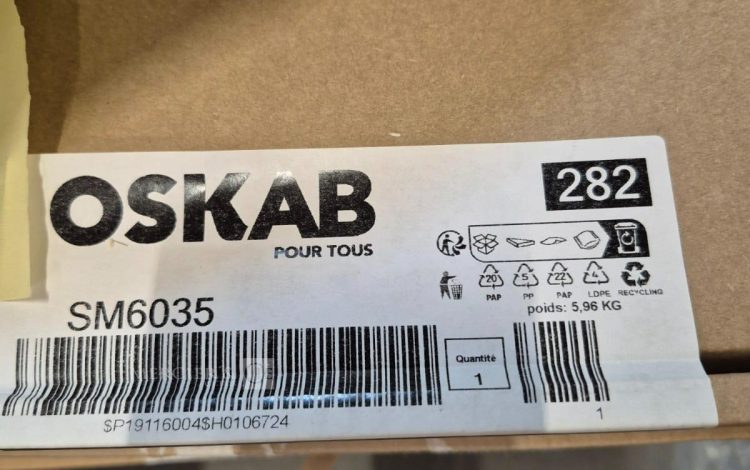 OSKAB
POUR TOUS
282
20 5 22 4
PAP PP PAP LDPE RECYCLING
poids: 5,96 KG
SM6035
Quantité
1
$P19116004$H0106724
1